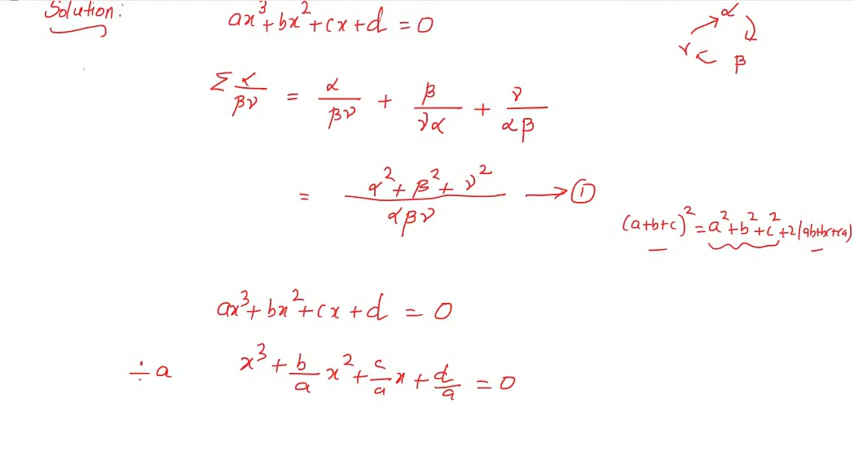 Solution:
ax³+bx²+cx+d=0
α
γ β
Σ α/βγ = α/βγ + β/γα + γ/αβ
= (α²+β²+γ²)/αβγ → ①
(a+b+c)² = a²+b²+c²+2(ab+bc+ca)
ax³+bx²+cx+d=0
÷a x³+b/a x²+c/a x+d/a=0